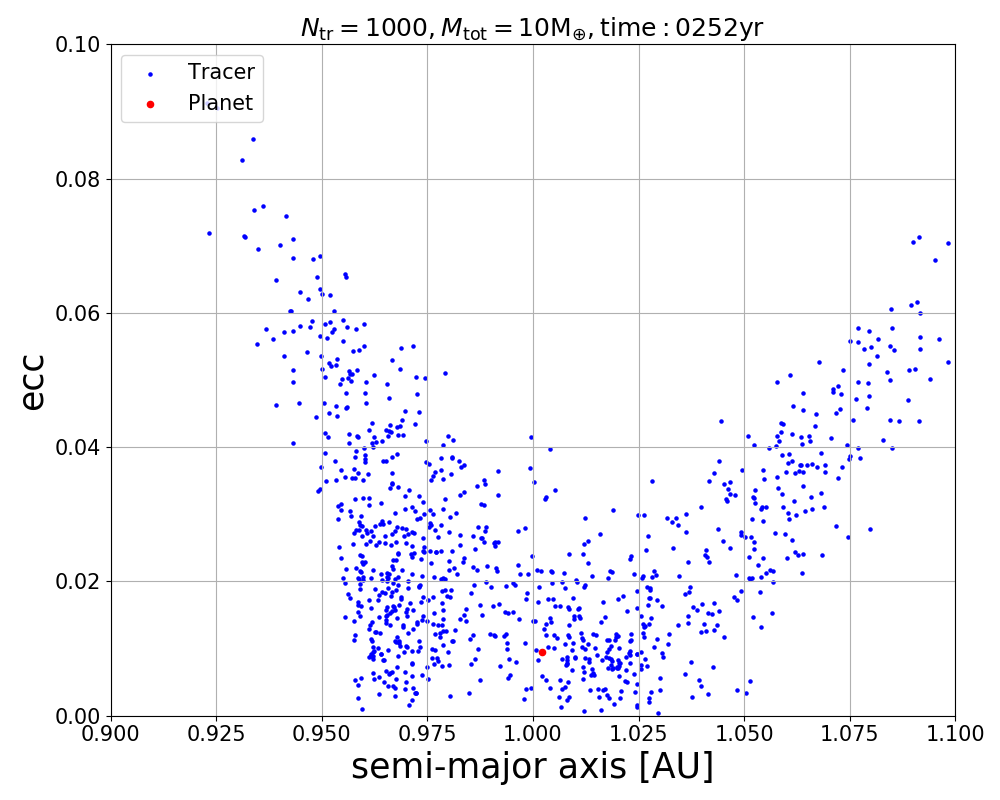 N_tr = 1000, M_tot = 10M_⊕, time : 0252yr
0.10
Tracer
Planet
0.08
0.06
ecc
0.04
0.02
0.00
0.900 0.925 0.950 0.975 1.000 1.025 1.050 1.075 1.100
semi-major axis [AU]